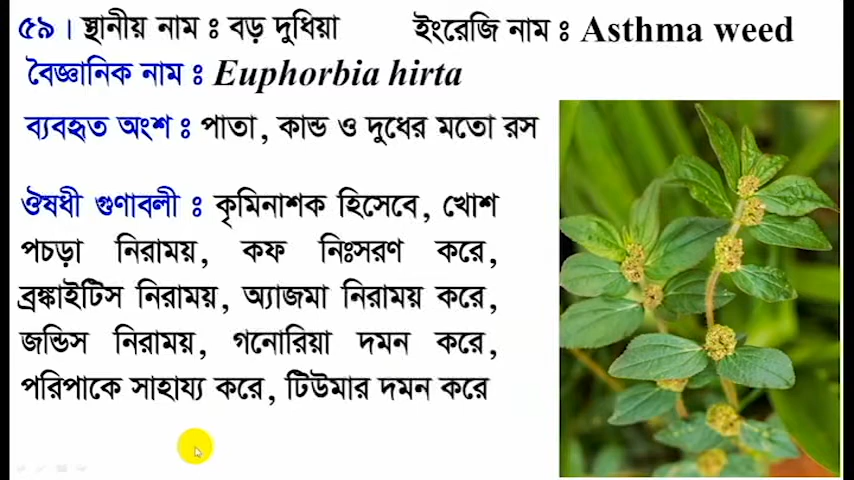 ৫৯। স্থানীয় নাম : বড় দুধিয়া ইংরেজি নাম : Asthma weed
বৈজ্ঞানিক নাম : Euphorbia hirta
ব্যবহৃত অংশ : পাতা, কান্ড ও দুধের মতো রস
ঔষধী গুণাবলী : কৃমিনাশক হিসেবে, খোশ
পচড়া নিরাময়, কফ নিঃসরণ করে,
ব্রঙ্কাইটিস নিরাময়, অ্যাজমা নিরাময় করে,
জন্ডিস নিরাময়, গনোরিয়া দমন করে,
পরিপাকে সাহায্য করে, টিউমার দমন করে